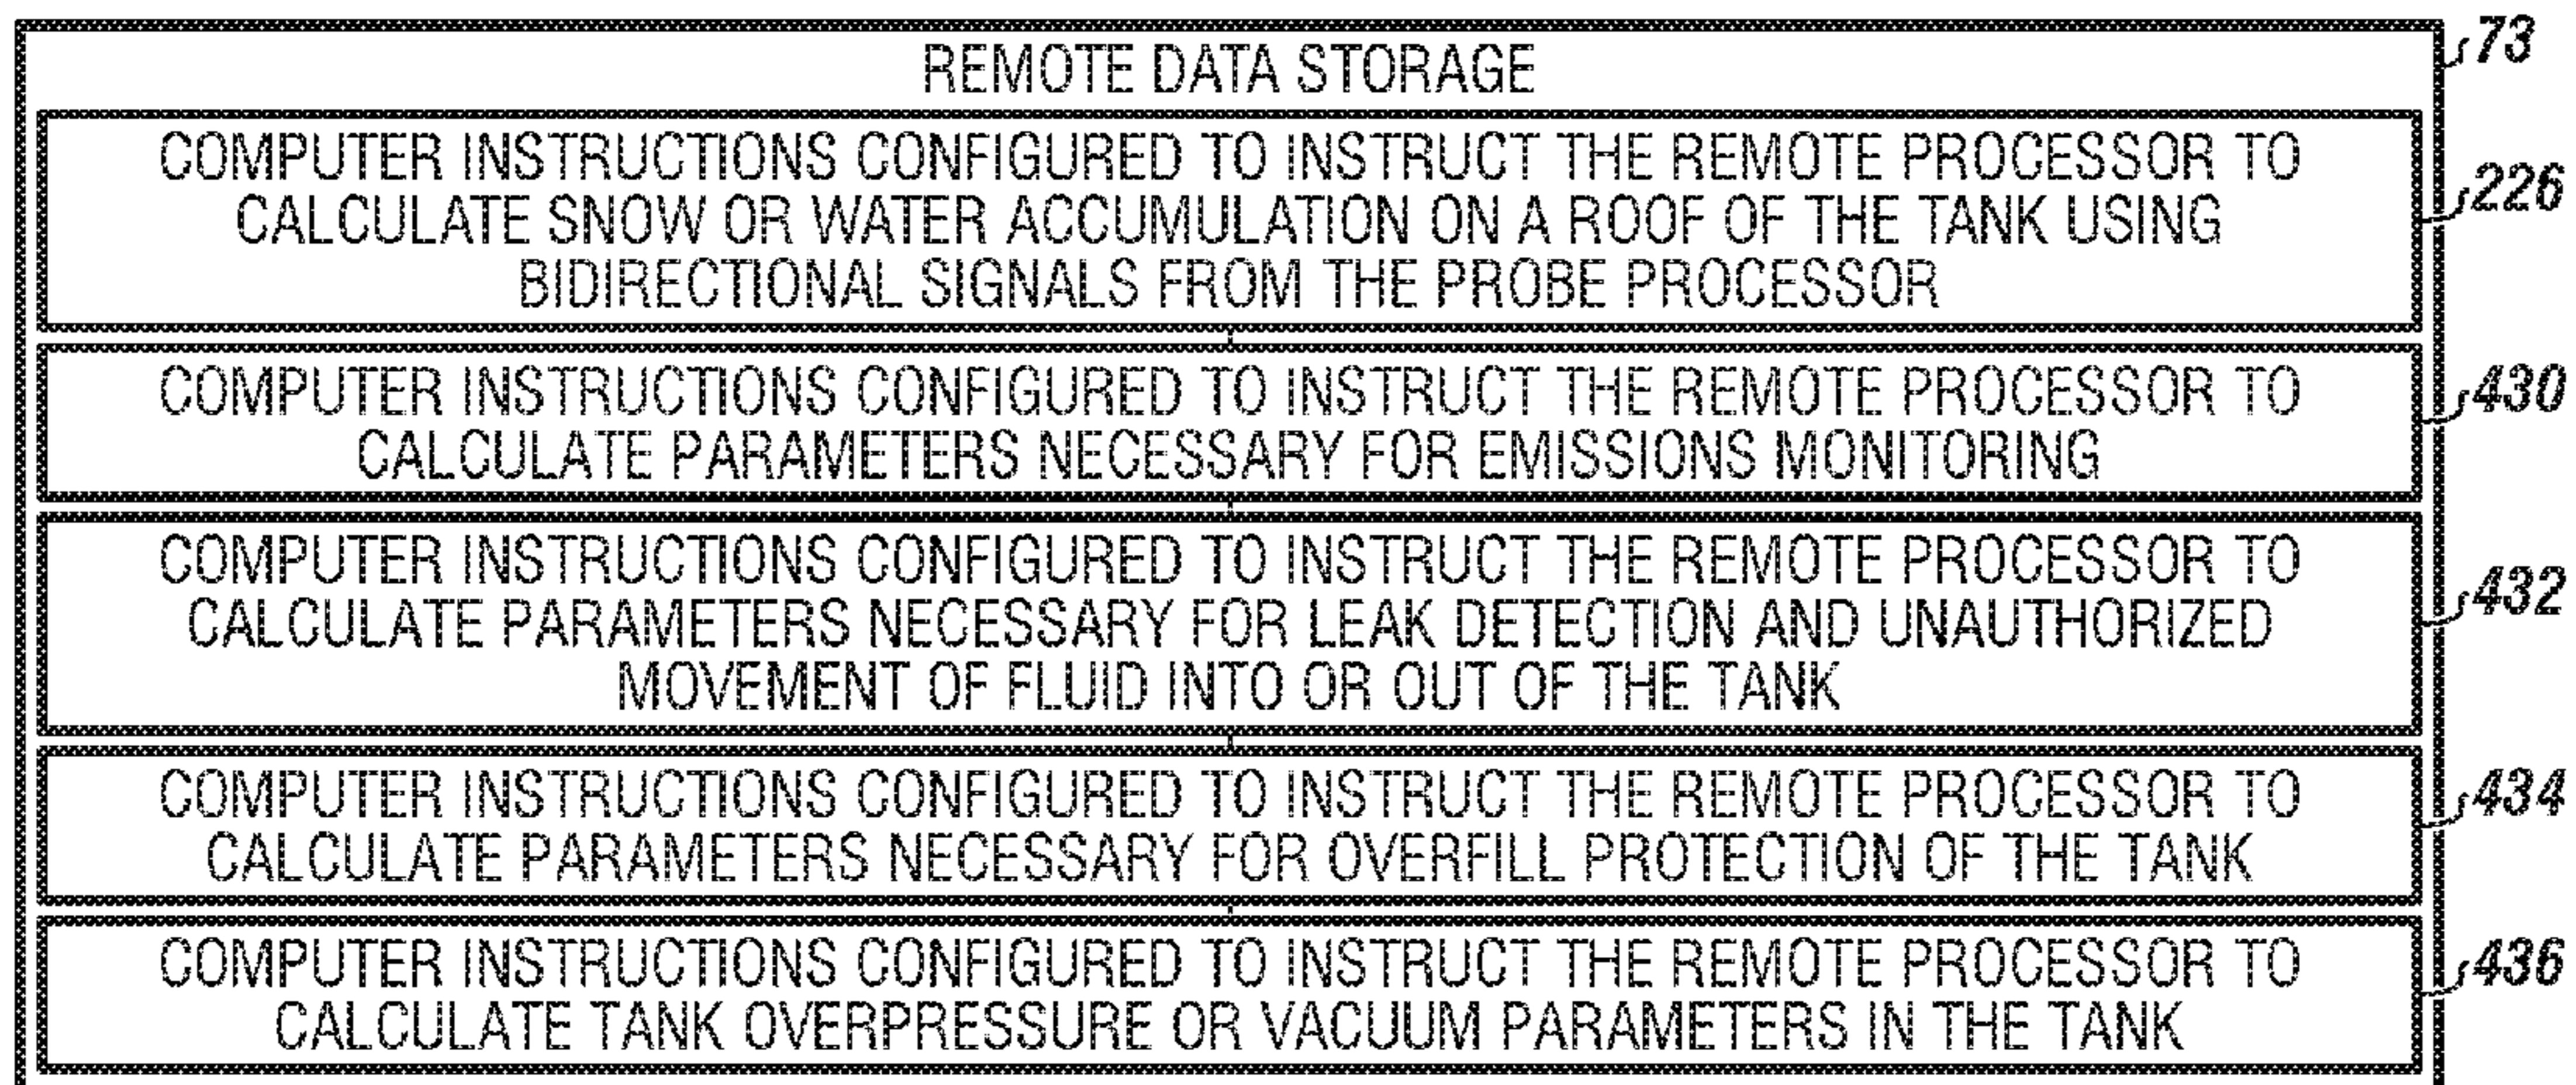 REMOTE DATA STORAGE
73
COMPUTER INSTRUCTIONS CONFIGURED TO INSTRUCT THE REMOTE PROCESSOR TO
CALCULATE SNOW OR WATER ACCUMULATION ON A ROOF OF THE TANK USING
BIDIRECTIONAL SIGNALS FROM THE PROBE PROCESSOR
226
COMPUTER INSTRUCTIONS CONFIGURED TO INSTRUCT THE REMOTE PROCESSOR TO
CALCULATE PARAMETERS NECESSARY FOR EMISSIONS MONITORING
430
COMPUTER INSTRUCTIONS CONFIGURED TO INSTRUCT THE REMOTE PROCESSOR TO
CALCULATE PARAMETERS NECESSARY FOR LEAK DETECTION AND UNAUTHORIZED
MOVEMENT OF FLUID INTO OR OUT OF THE TANK
432
COMPUTER INSTRUCTIONS CONFIGURED TO INSTRUCT THE REMOTE PROCESSOR TO
CALCULATE PARAMETERS NECESSARY FOR OVERFILL PROTECTION OF THE TANK
434
COMPUTER INSTRUCTIONS CONFIGURED TO INSTRUCT THE REMOTE PROCESSOR TO
CALCULATE TANK OVERPRESSURE OR VACUUM PARAMETERS IN THE TANK
436